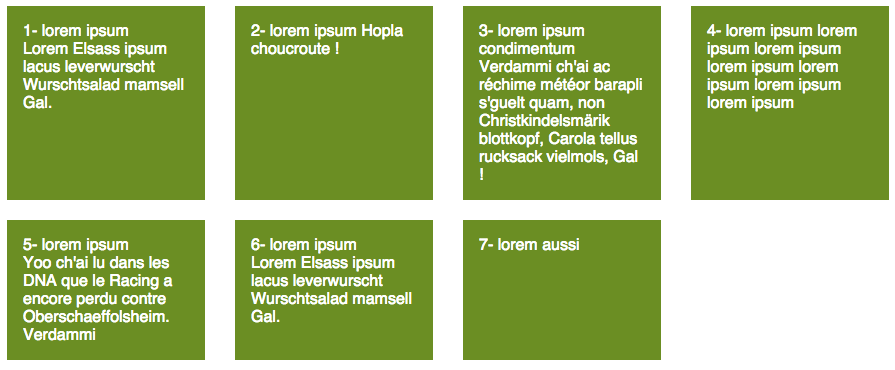 1- lorem ipsum
Lorem Elsass ipsum
lacus leverwurscht
Wurschtsalad mamsell
Gal.
2- lorem ipsum Hopla
choucroute !
3- lorem ipsum
condimentum
Verdammi ch'ai ac
réchime météor barapli
s'guelt quam, non
Christkindelsmärik
blottkopf, Carola tellus
rucksack vielmols, Gal
!
4- lorem ipsum lorem
ipsum lorem ipsum
lorem ipsum lorem
ipsum lorem ipsum
lorem ipsum
5- lorem ipsum
Yoo ch'ai lu dans les
DNA que le Racing a
encore perdu contre
Oberschaeffolsheim.
Verdammi
6- lorem ipsum
Lorem Elsass ipsum
lacus leverwurscht
Wurschtsalad mamsell
Gal.
7- lorem aussi